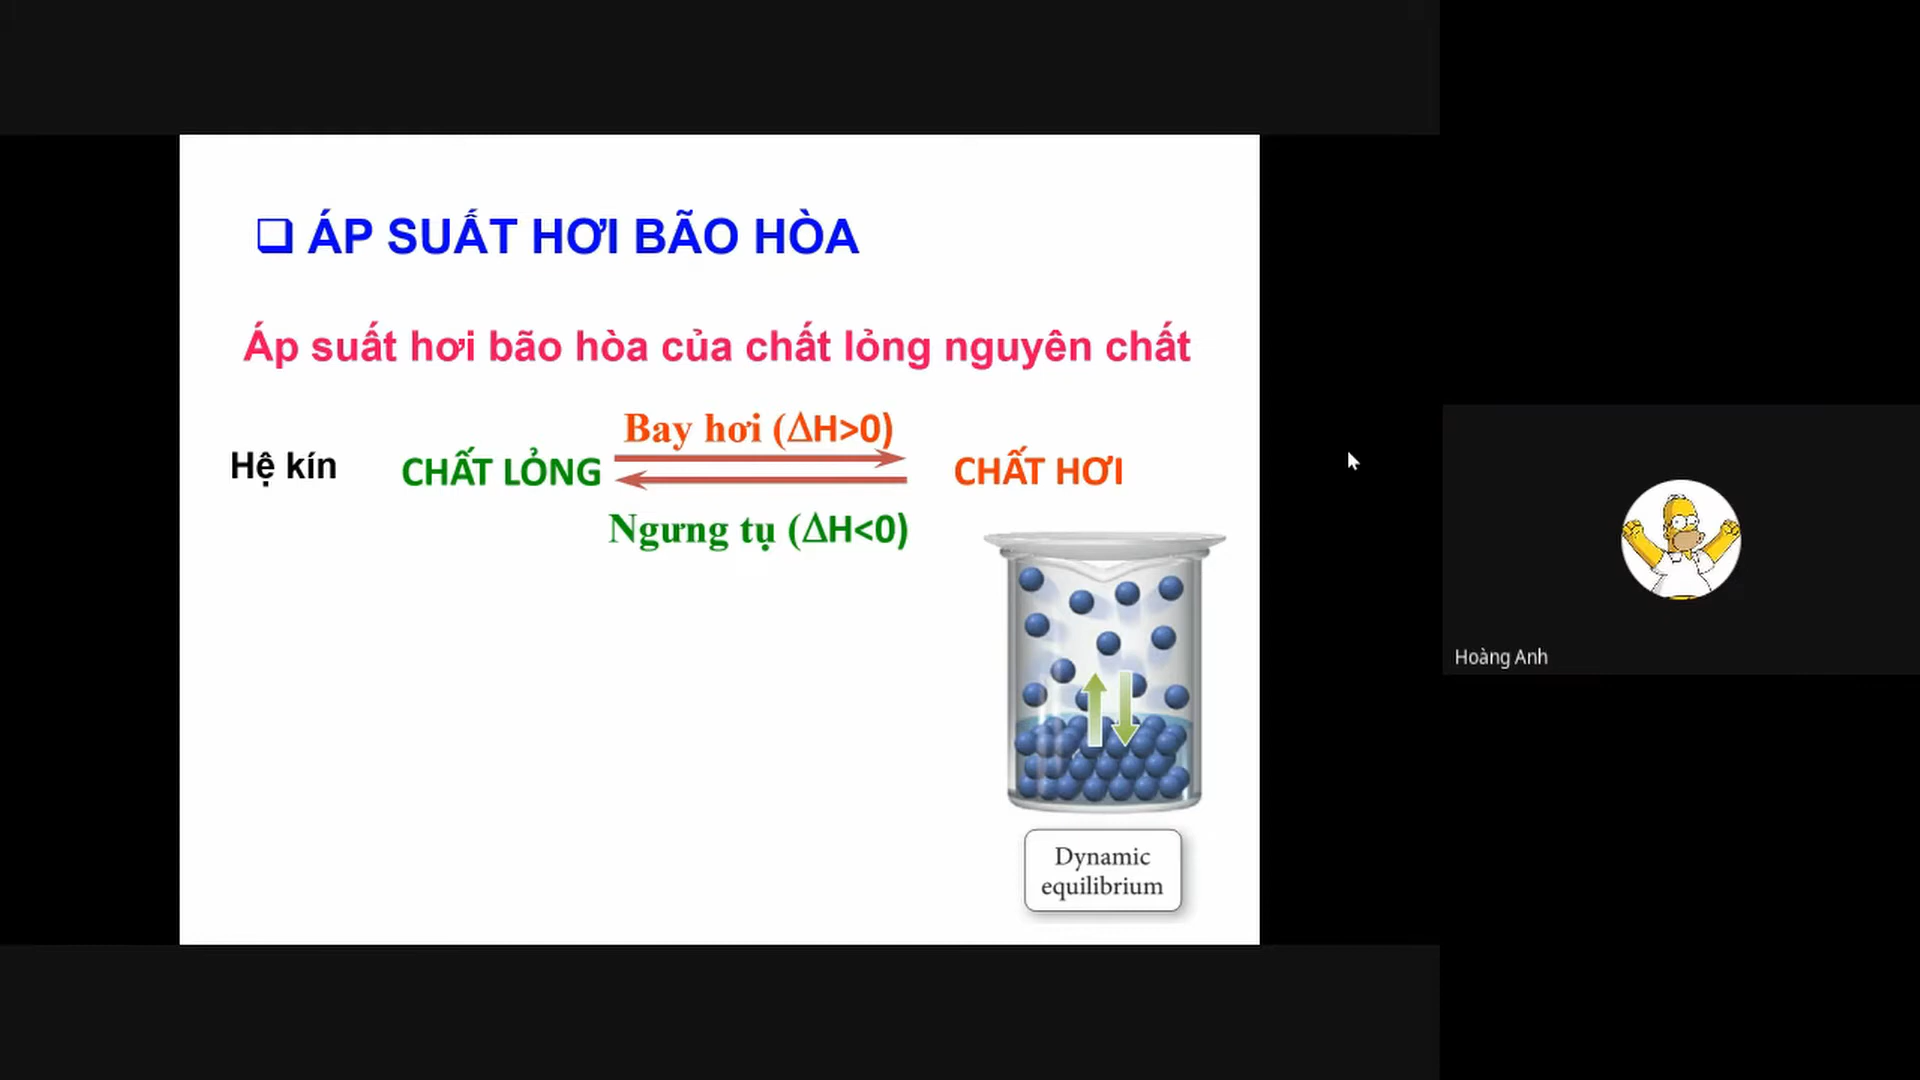 ❑ ÁP SUẤT HƠI BÃO HÒA
Áp suất hơi bão hòa của chất lỏng nguyên chất
Bay hơi (ΔH>0)
Hệ kín CHẤT LỎNG CHẤT HƠI
Ngưng tụ (ΔH<0)
Dynamic
equilibrium
Hoàng Anh